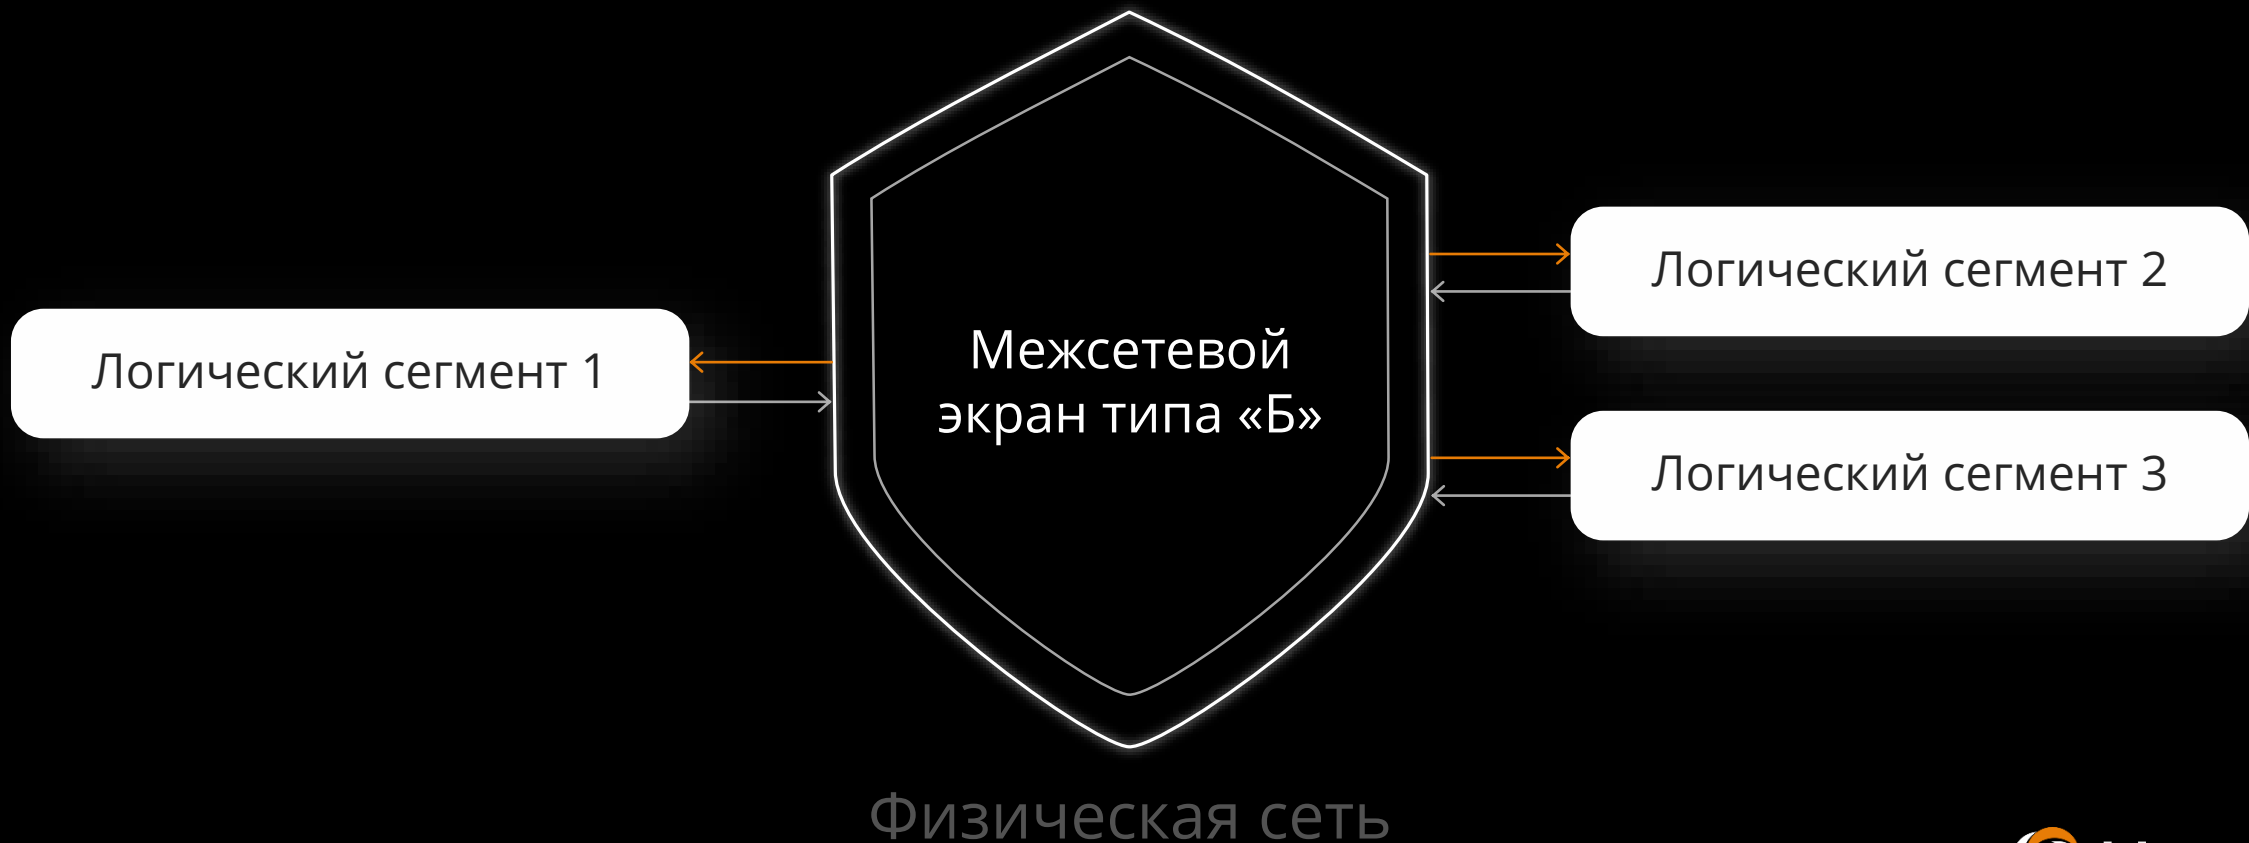 Логический сегмент 1
Межсетевой
экран типа «Б»
Логический сегмент 2
Логический сегмент 3
Физическая сеть